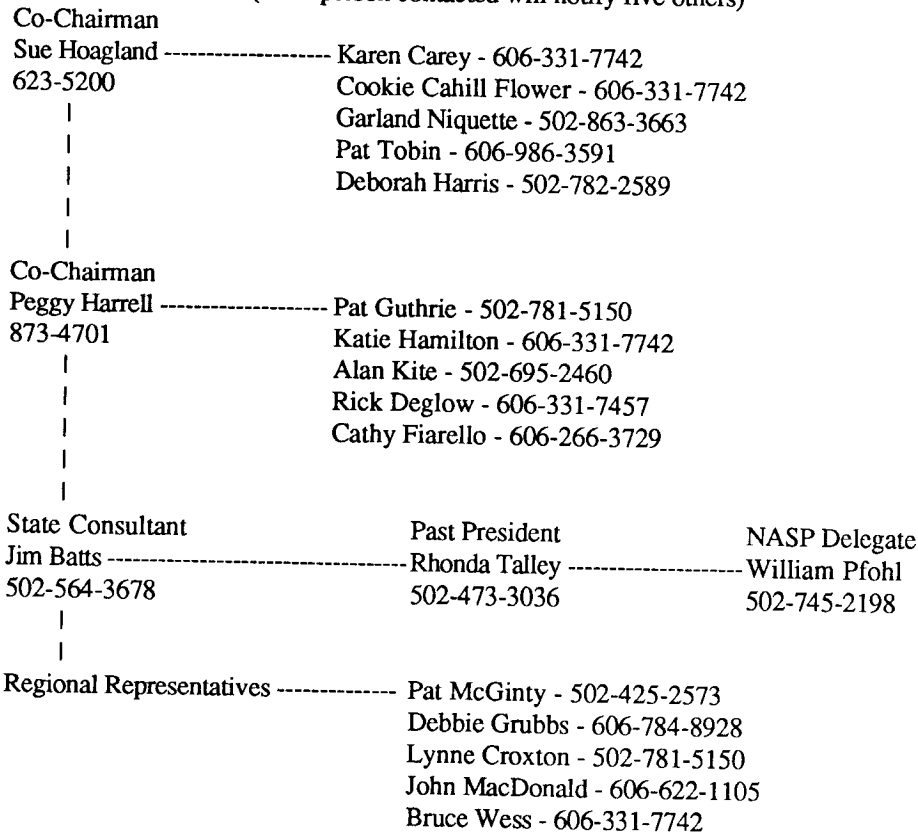 contacted will notify five others)
Co-Chairman
Sue Hoagland ------------------ Karen Carey - 606-331-7742
623-5200 Cookie Cahill Flower - 606-331-7742
Garland Niquette - 502-863-3663
Pat Tobin - 606-986-3591
Deborah Harris - 502-782-2589
Co-Chairman
Peggy Harrell ------------------ Pat Guthrie - 502-781-5150
873-4701 Katie Hamilton - 606-331-7742
Alan Kite - 502-695-2460
Rick Deglow - 606-331-7457
Cathy Fiarello - 606-266-3729
State Consultant Past President NASP Delegate
Jim Batts --------------------------------- Rhonda Talley ------------------- William Pfohl
502-564-3678 502-473-3036 502-745-2198
Regional Representatives ------------- Pat McGinty - 502-425-2573
Debbie Grubbs - 606-784-8928
Lynne Croxton - 502-781-5150
John MacDonald - 606-622-1105
Bruce Wess - 606-331-7742